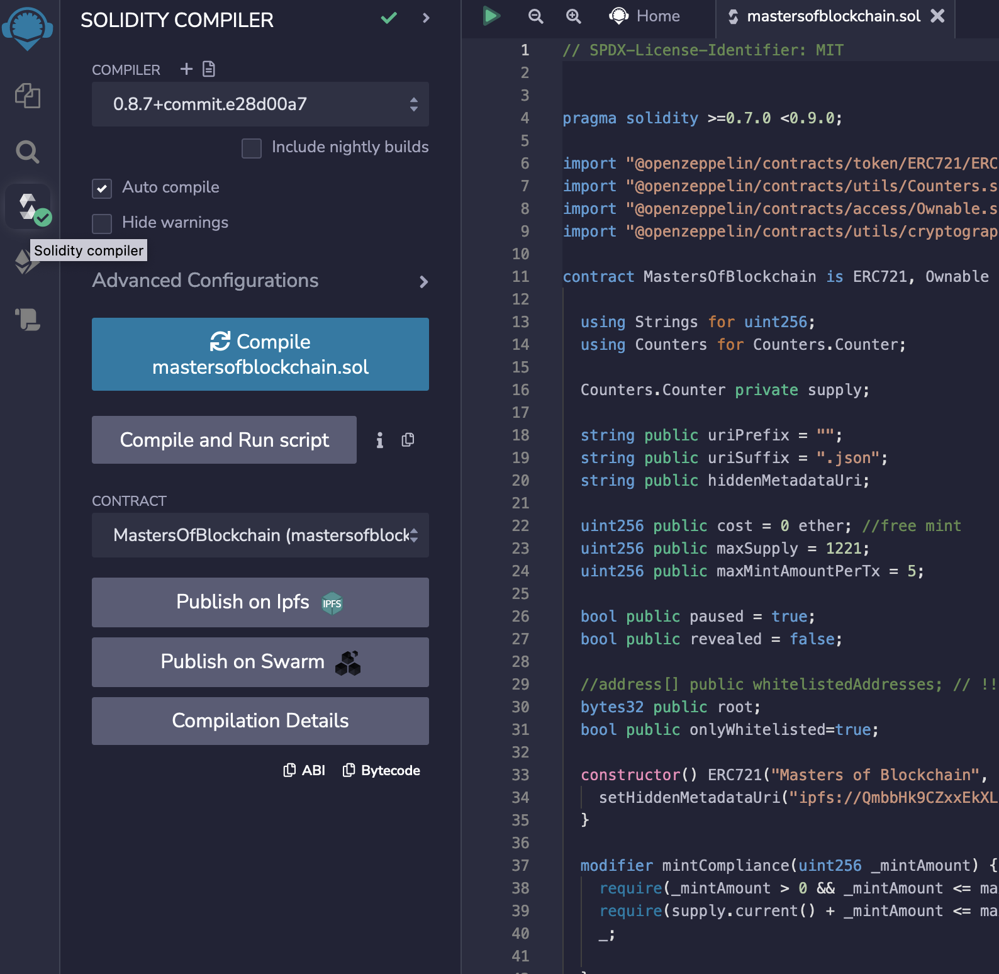 SOLIDITY COMPILER
COMPILER
0.8.7+commit.e28d00a7
Include nightly builds
Auto compile
Hide warnings
Solidity compiler
Advanced Configurations
Compile
mastersofblockchain.sol
Compile and Run script
CONTRACT
MastersOfBlockchain (mastersofblock
Publish on Ipfs IPFS
Publish on Swarm
Compilation Details
ABI Bytecode
Home mastersofblockchain.sol
1 // SPDX-License-Identifier: MIT
2
3
4 pragma solidity >=0.7.0 <0.9.0;
5
6 import "@openzeppelin/contracts/token/ERC721/ERC
7 import "@openzeppelin/contracts/utils/Counters.s
8 import "@openzeppelin/contracts/access/Ownable.s
9 import "@openzeppelin/contracts/utils/cryptograp
10
11 contract MastersOfBlockchain is ERC721, Ownable
12
13 using Strings for uint256;
14 using Counters for Counters.Counter;
15
16 Counters.Counter private supply;
17
18 string public uriPrefix = "";
19 string public uriSuffix = ".json";
20 string public hiddenMetadataUri;
21
22 uint256 public cost = 0 ether; //free mint
23 uint256 public maxSupply = 1221;
24 uint256 public maxMintAmountPerTx = 5;
25
26 bool public paused = true;
27 bool public revealed = false;
28
29 //address[] public whitelistedAddresses; // !!
30 bytes32 public root;
31 bool public onlyWhitelisted=true;
32
33 constructor() ERC721("Masters of Blockchain",
34 setHiddenMetadataUri("ipfs://QmbbHk9CZxxEkXL
35 }
36
37 modifier mintCompliance(uint256 _mintAmount) {
38 require(_mintAmount > 0 && _mintAmount <= ma
39 require(supply.current() + _mintAmount <= ma
40 _;
41